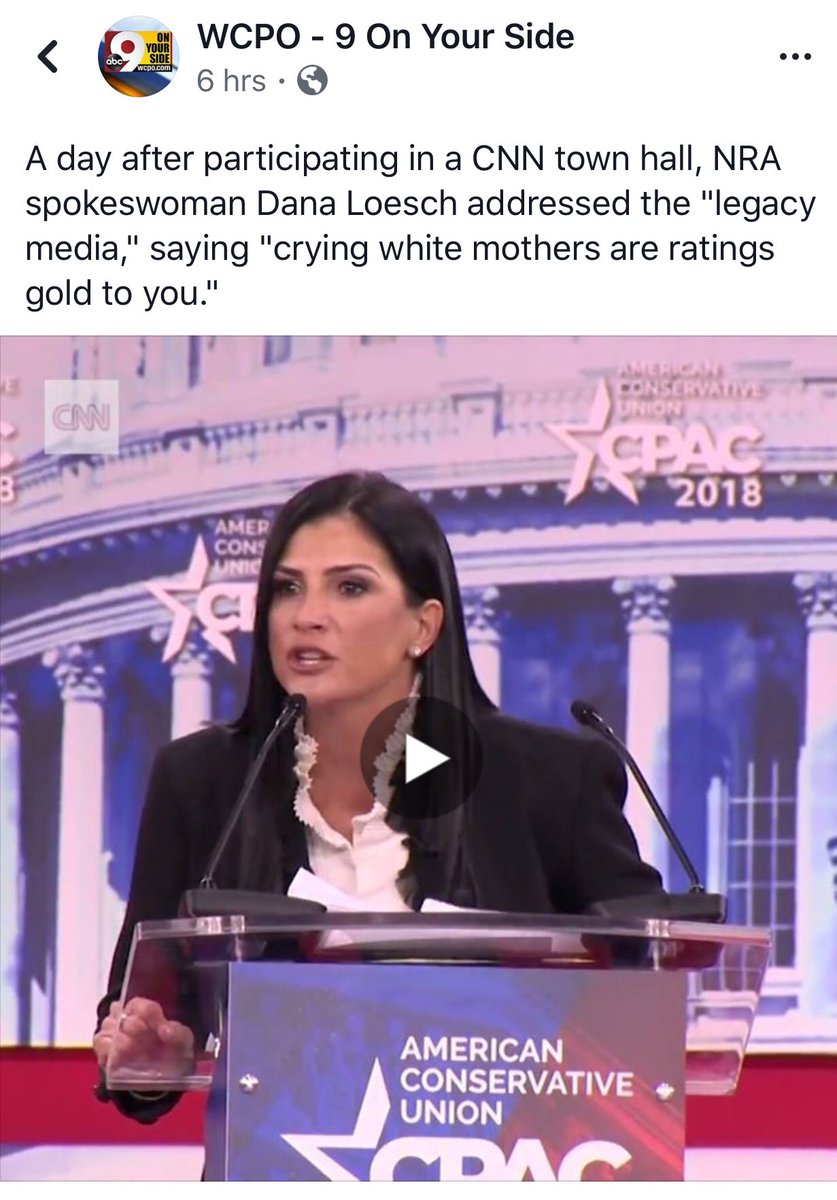 WCPO - 9 On Your Side
6 hrs
abc 9 ON
YOUR
SIDE
wcpo.com
A day after participating in a CNN town hall, NRA
spokeswoman Dana Loesch addressed the "legacy
media," saying "crying white mothers are ratings
gold to you."
CNN
AMERICAN
CONSERVATIVE
UNION
CPAC
2018
8
AMER
CONS
UNIO
CP
AMERICAN
CONSERVATIVE
UNION
CPAC